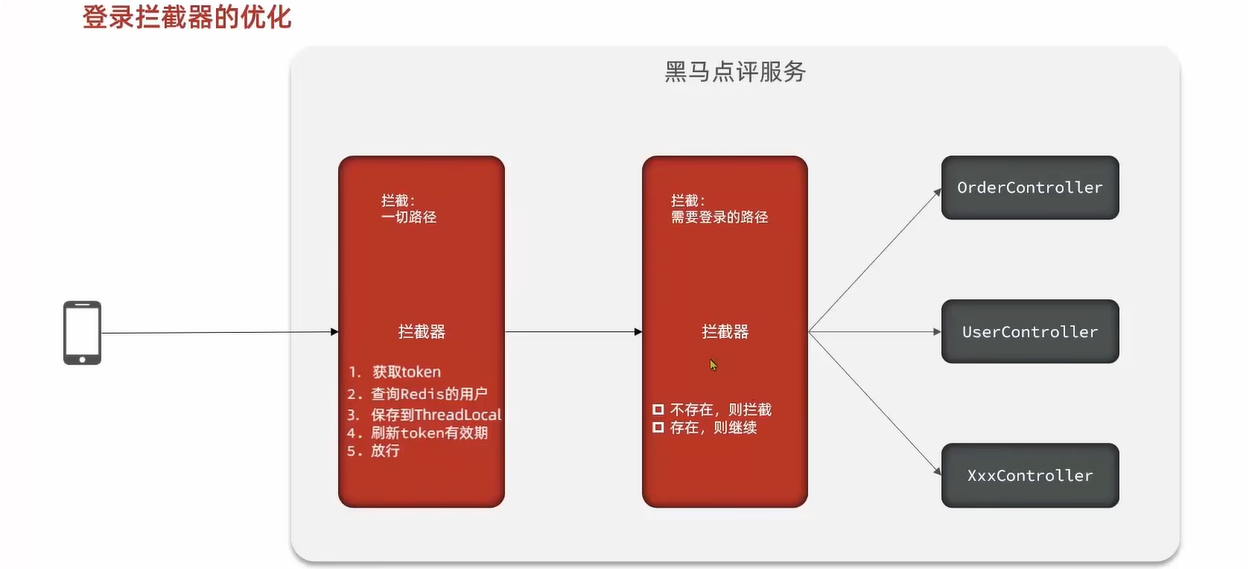 登录拦截器的优化
黑马点评服务
拦截：
一切路径
拦截器
1. 获取token
2. 查询Redis的用户
3. 保存到ThreadLocal
4. 刷新token有效期
5. 放行
拦截：
需要登录的路径
拦截器
不存在，则拦截
存在，则继续
OrderController
UserController
XxxController